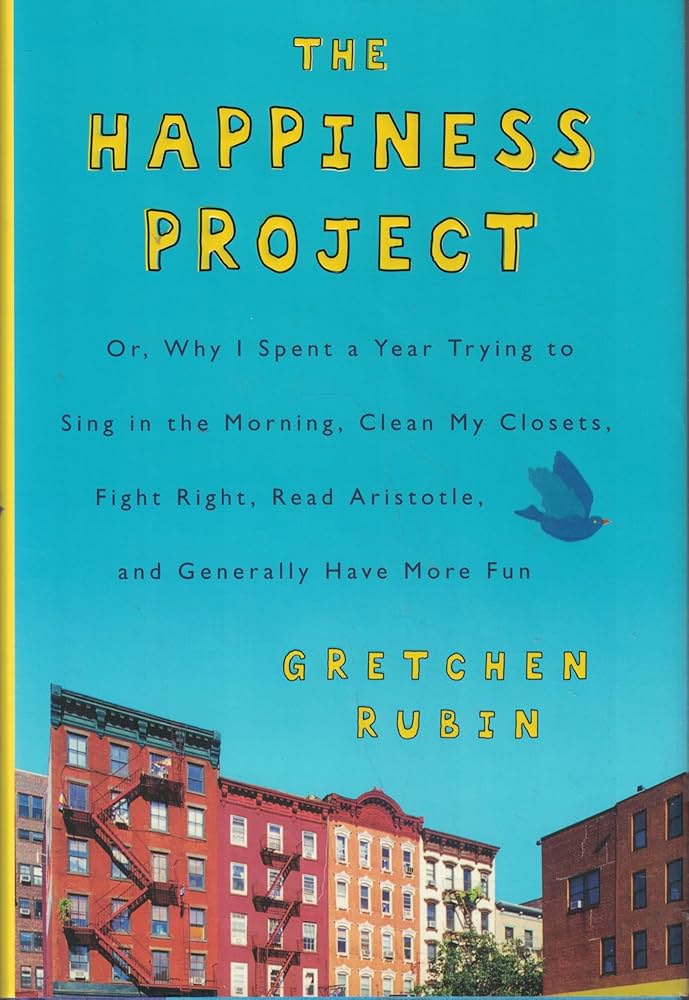 THE
HAPPINESS
PROJECT
Or, Why I Spent a Year Trying to
Sing in the Morning, Clean My Closets,
Fight Right, Read Aristotle,
and Generally Have More Fun
GRETCHEN
RUBIN